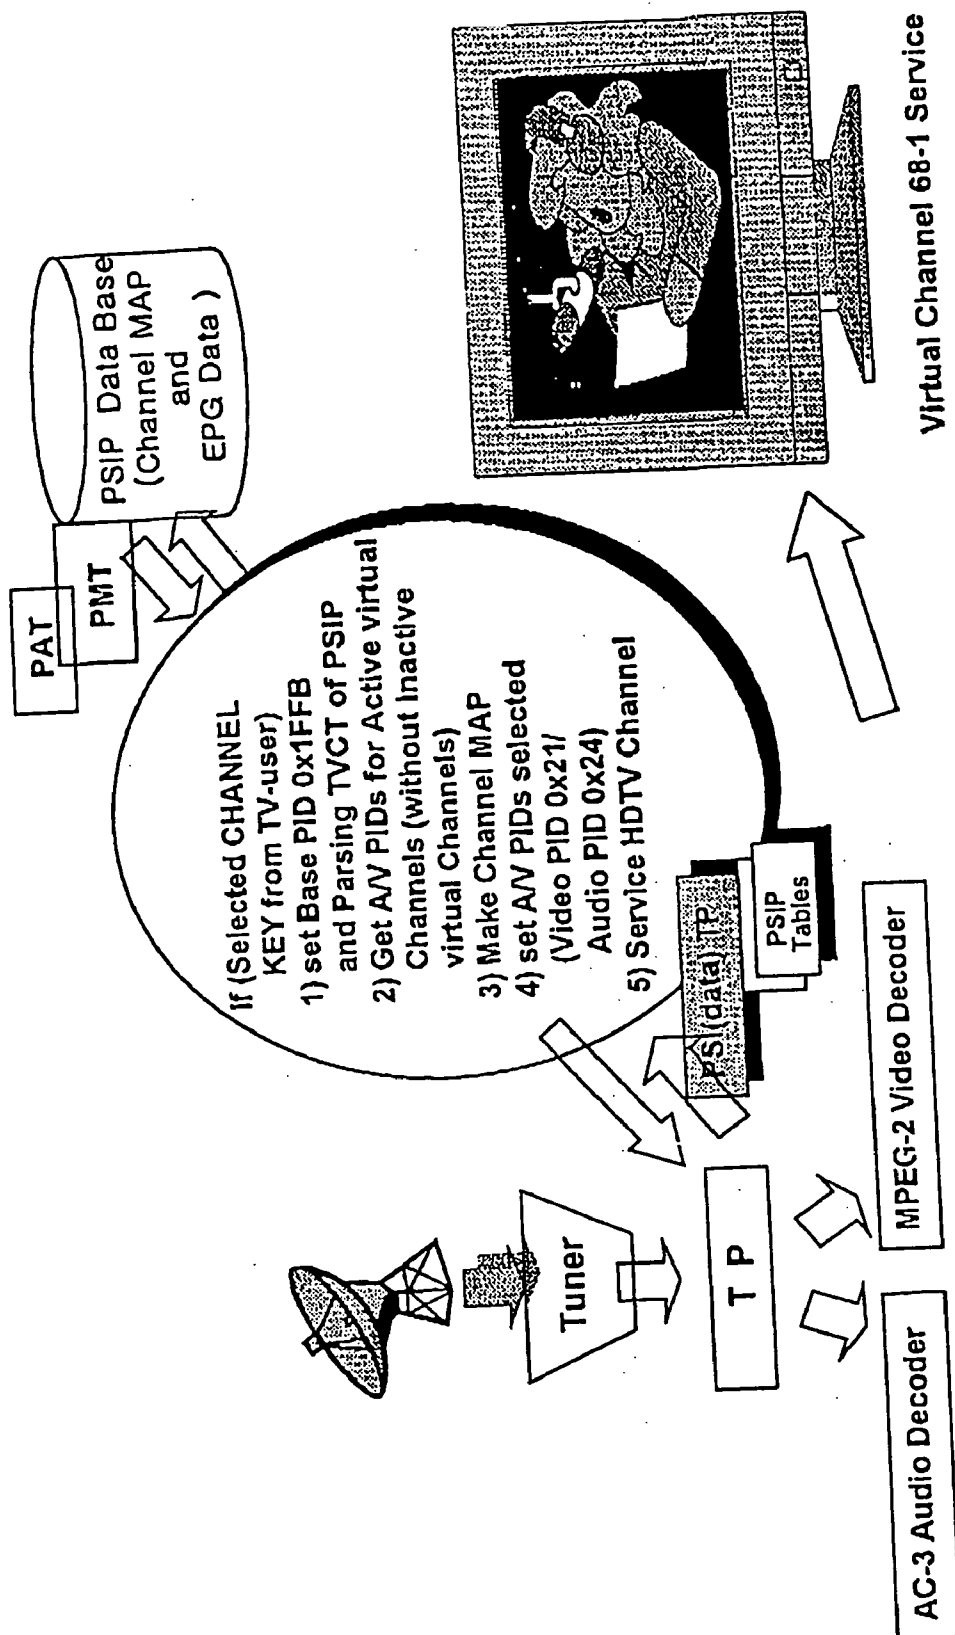 PAT
PMT
PSIP Data Base
(Channel MAP
and
EPG Data )
If (Selected CHANNEL
KEY from TV-user)
1) set Base PID 0x1FFB
and Parsing TVCT of PSIP
2) Get A/V PIDs for Active virtual
Channels (without Inactive
virtual Channels)
3) Make Channel MAP
4) set A/V PIDs selected
(Video PID 0x21/
Audio PID 0x24)
5) Service HDTV Channel
Tuner
T P
PSI(data)TP
PSIP
Tables
AC-3 Audio Decoder
MPEG-2 Video Decoder
Virtual Channel 68-1 Service